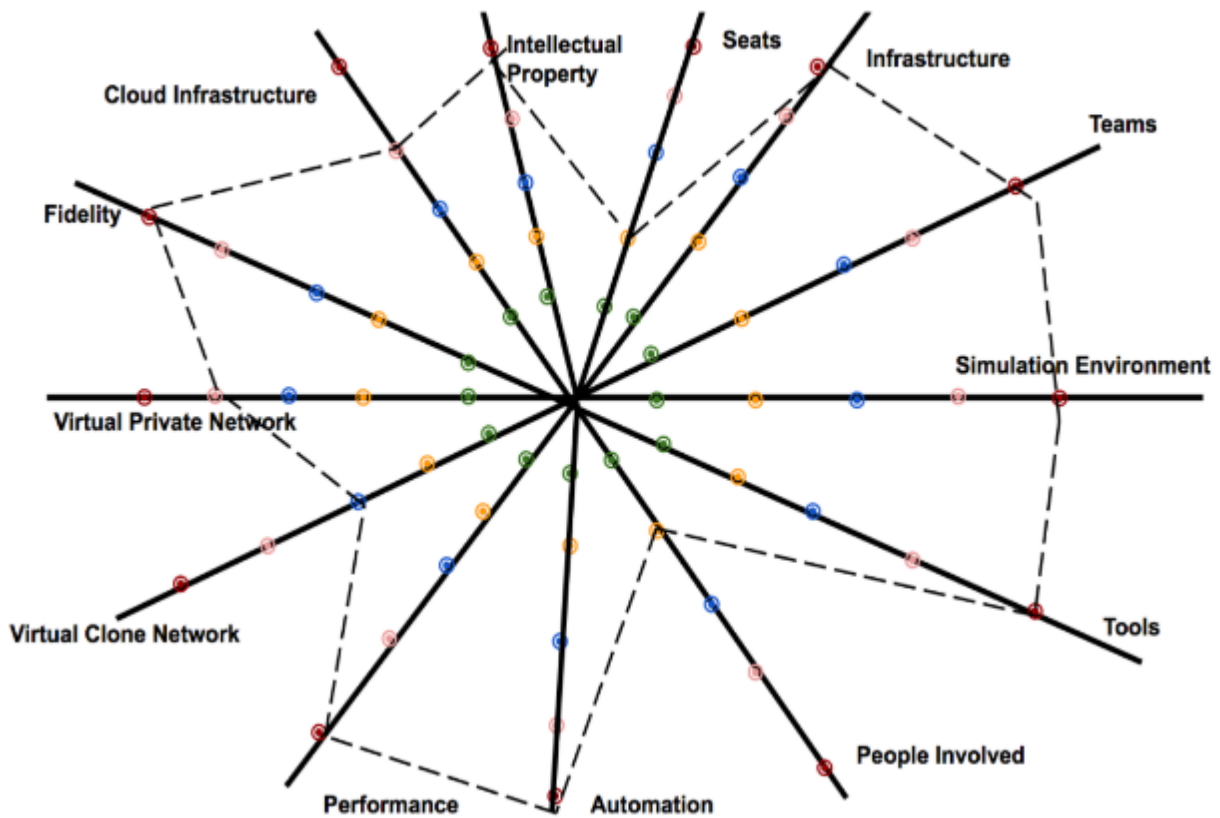 Intellectual
Property
Seats
Infrastructure
Cloud Infrastructure
Teams
Fidelity
Simulation Environment
Virtual Private Network
Virtual Clone Network
Tools
People Involved
Performance
Automation